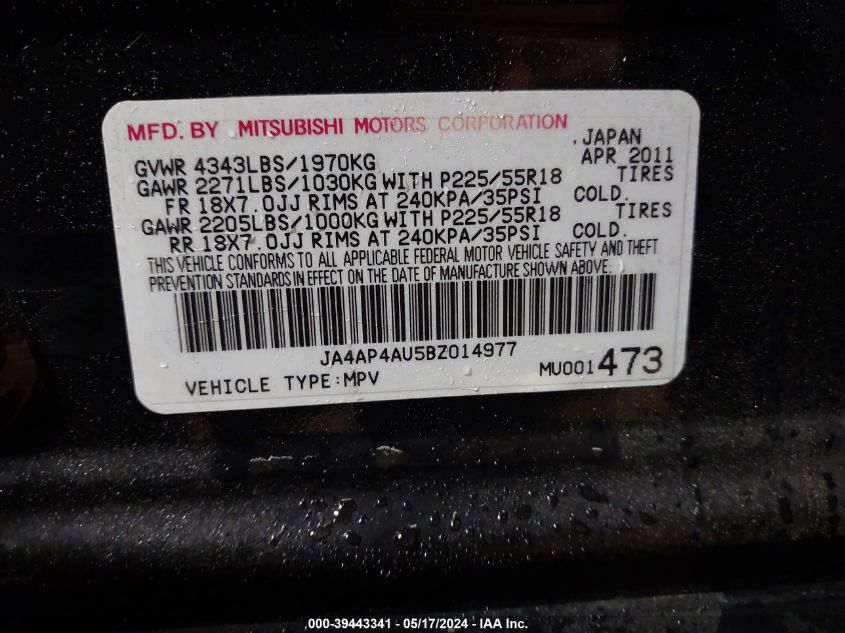 MFD. BY MITSUBISHI MOTORS CORPORATION , JAPAN
GVWR 4343LBS/1970KG APR 2011
GAWR 2271LBS/1030KG WITH P225/55R18 TIRES
FR 18X7.0JJ RIMS AT 240KPA/35PSI COLD.
GAWR 2205LBS/1000KG WITH P225/55R18 TIRES
RR 18X7.0JJ RIMS AT 240KPA/35PSI COLD.
THIS VEHICLE CONFORMS TO ALL APPLICABLE FEDERAL MOTOR VEHICLE SAFETY AND THEFT
PREVENTION STANDARDS IN EFFECT ON THE DATE OF MANUFACTURE SHOWN ABOVE.
JA4AP4AU5BZ014977
VEHICLE TYPE:MPV MU001473
.000-39443341 / 05/17/2024 - IAA Inc.